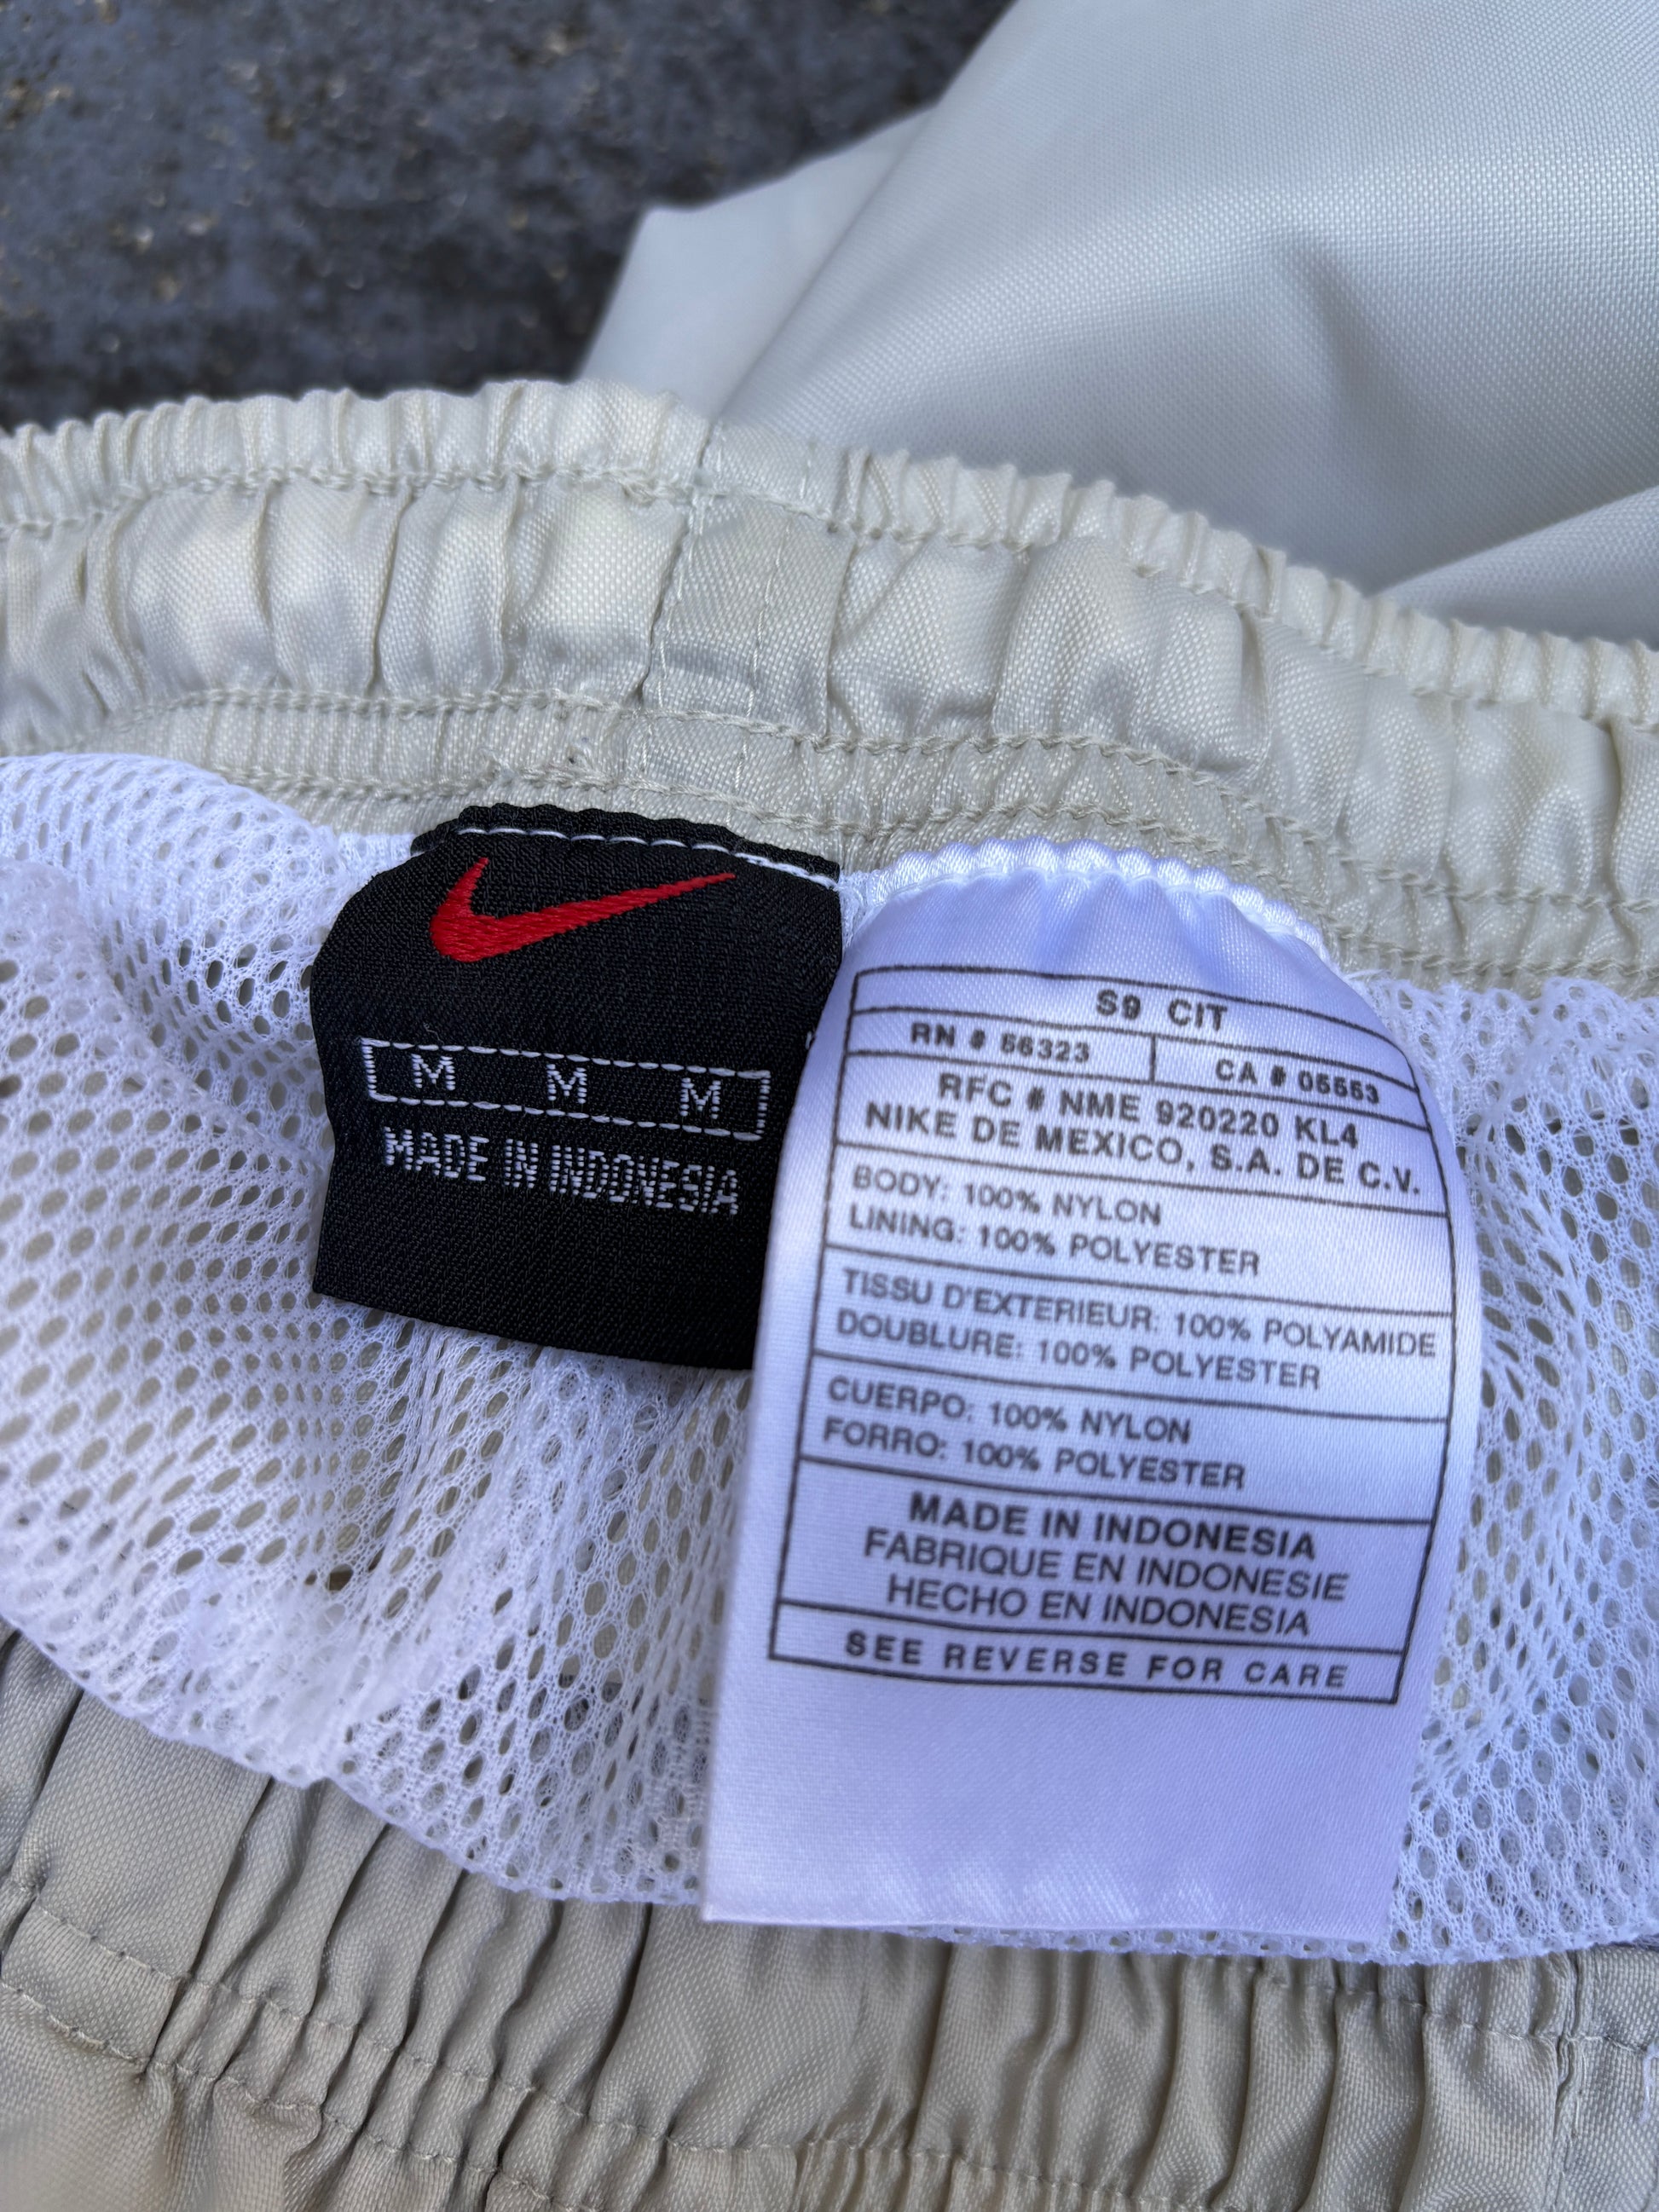 M M M
MADE IN INDONESIA
S9 CIT
RN # 56323 CA # 05553
RFC # NME 920220 KL4
NIKE DE MEXICO, S.A. DE C.V.
BODY: 100% NYLON
LINING: 100% POLYESTER
TISSU D'EXTERIEUR: 100% POLYAMIDE
DOUBLURE: 100% POLYESTER
CUERPO: 100% NYLON
FORRO: 100% POLYESTER
MADE IN INDONESIA
FABRIQUE EN INDONESIE
HECHO EN INDONESIA
SEE REVERSE FOR CARE